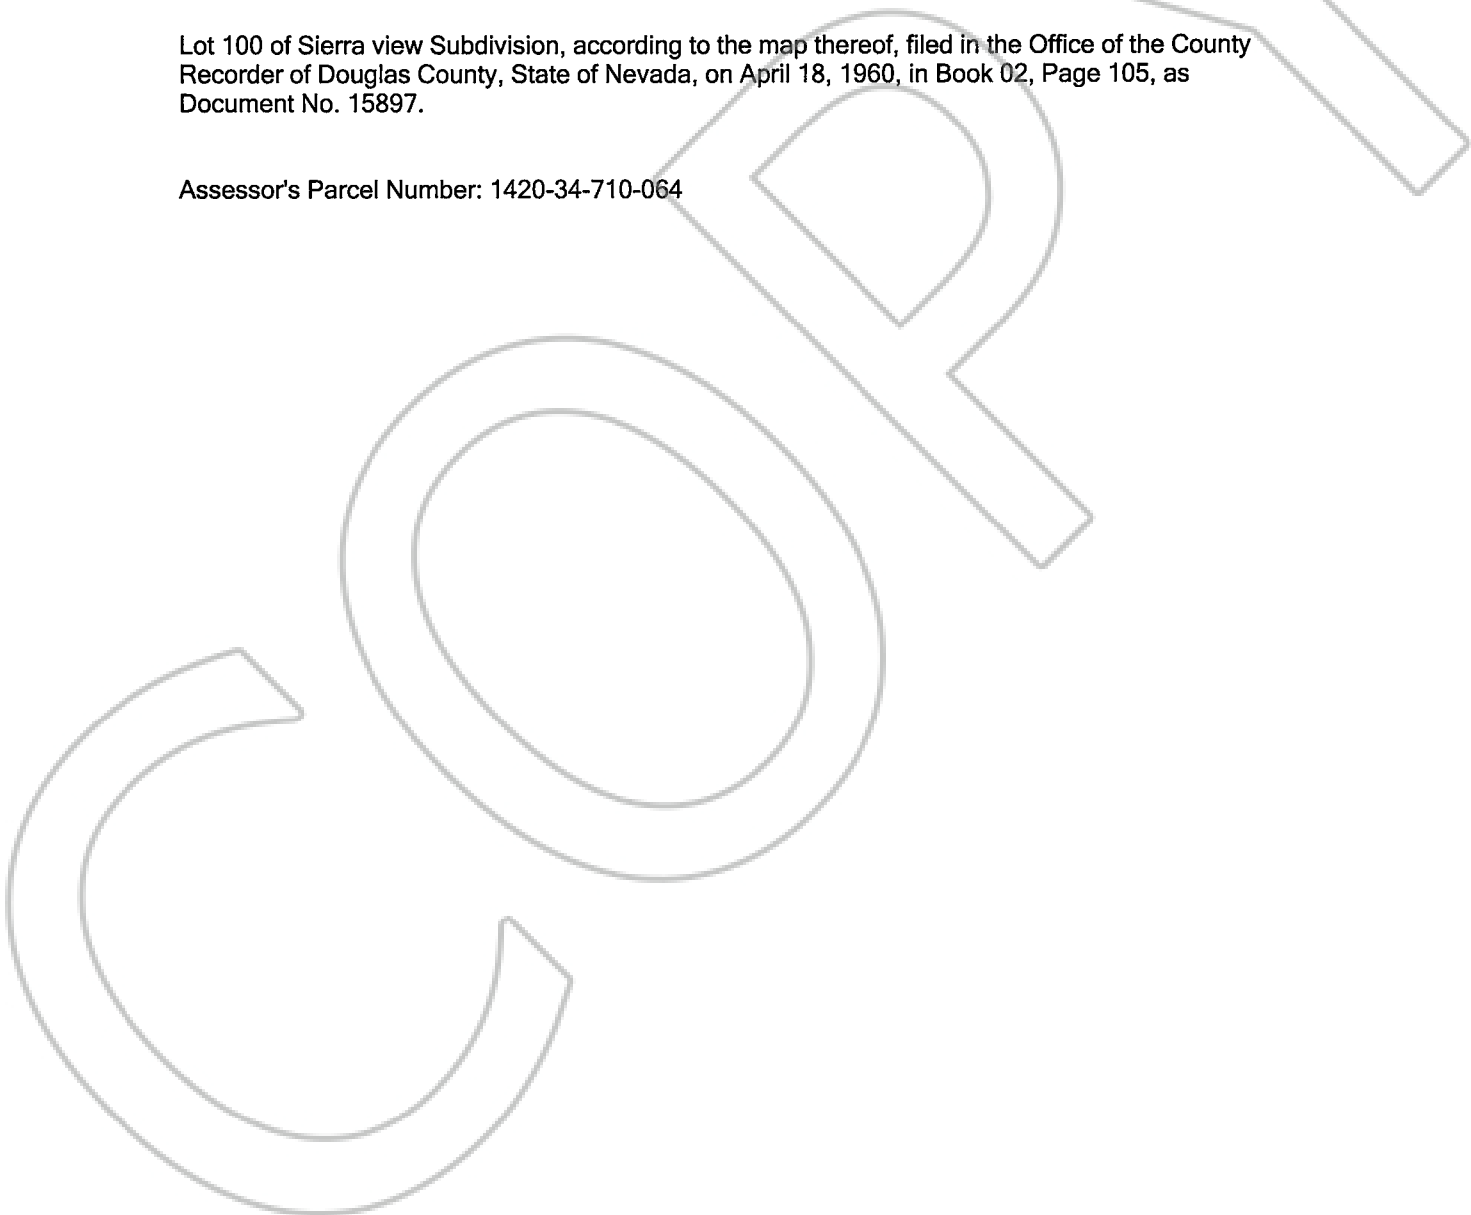 Lot 100 of Sierra view Subdivision, according to the map thereof, filed in the Office of the County
Recorder of Douglas County, State of Nevada, on April 18, 1960, in Book 02, Page 105, as
Document No. 15897.
Assessor's Parcel Number: 1420-34-710-064
COPY